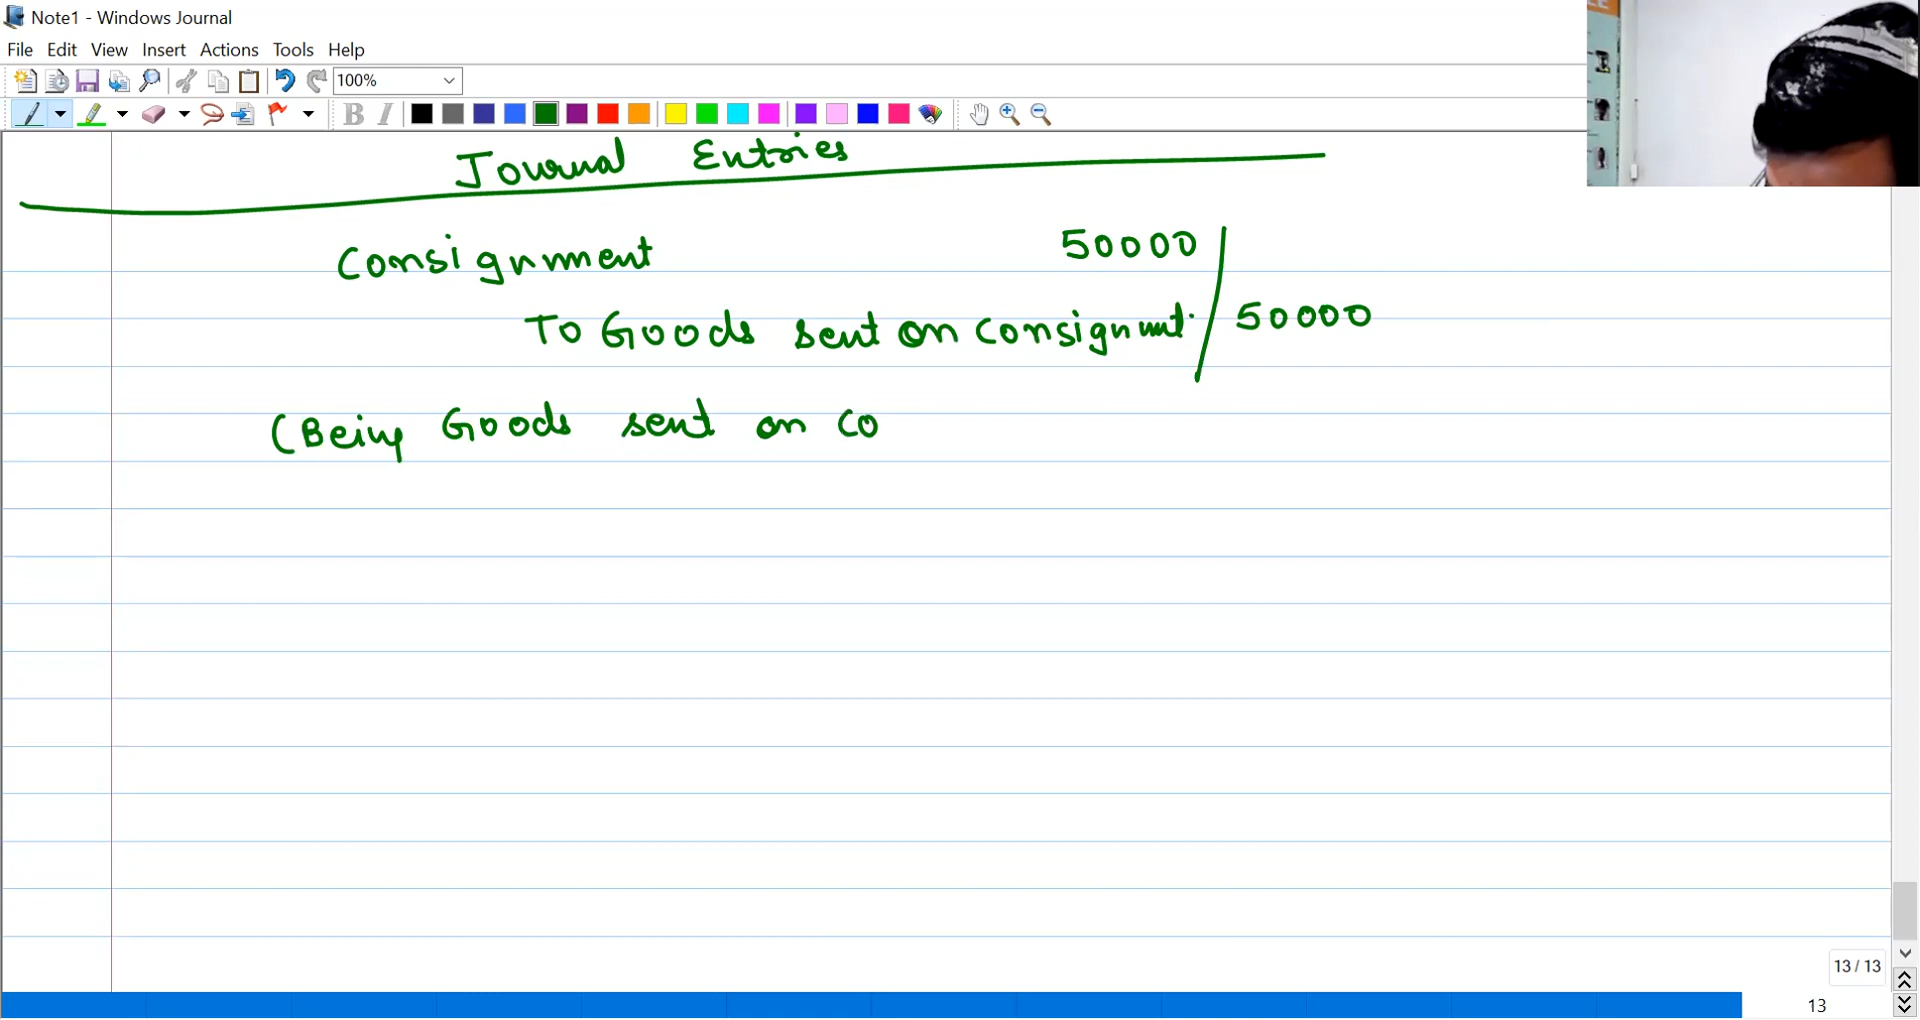 Note1 - Windows Journal
File Edit View Insert Actions Tools Help
100%
B I
Journal Entries
Consignment 50000
To Goods sent on Consignment 50000
(Being Goods sent on co
13 / 13
13